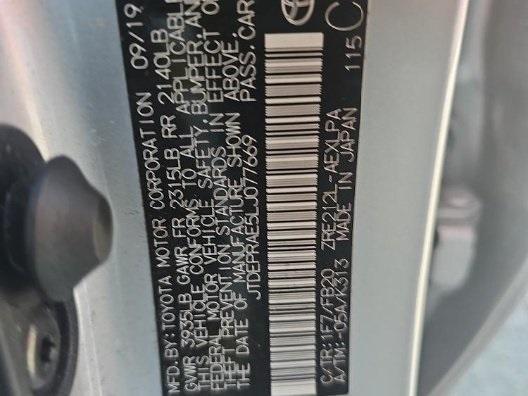 MFD.BY:TOYOTA MOTOR CORPORATION 09/19
GVWR 3935LB GAWR FR 2315LB RR 2140LB
THIS VEHICLE CONFORMS TO ALL APPLICABLE
FEDERAL MOTOR VEHICLE SAFETY, BUMPER, AND
THEFT PREVENTION STANDARDS IN EFFECT ON
THE DATE OF MANUFACTURE SHOWN ABOVE.
JTDEPRAE5LJ077669 PASS. CAR
C/TR:1F7/FB20 ZRE212L-AEXLPA
A/TM:-05A/K313 MADE IN JAPAN 115 C